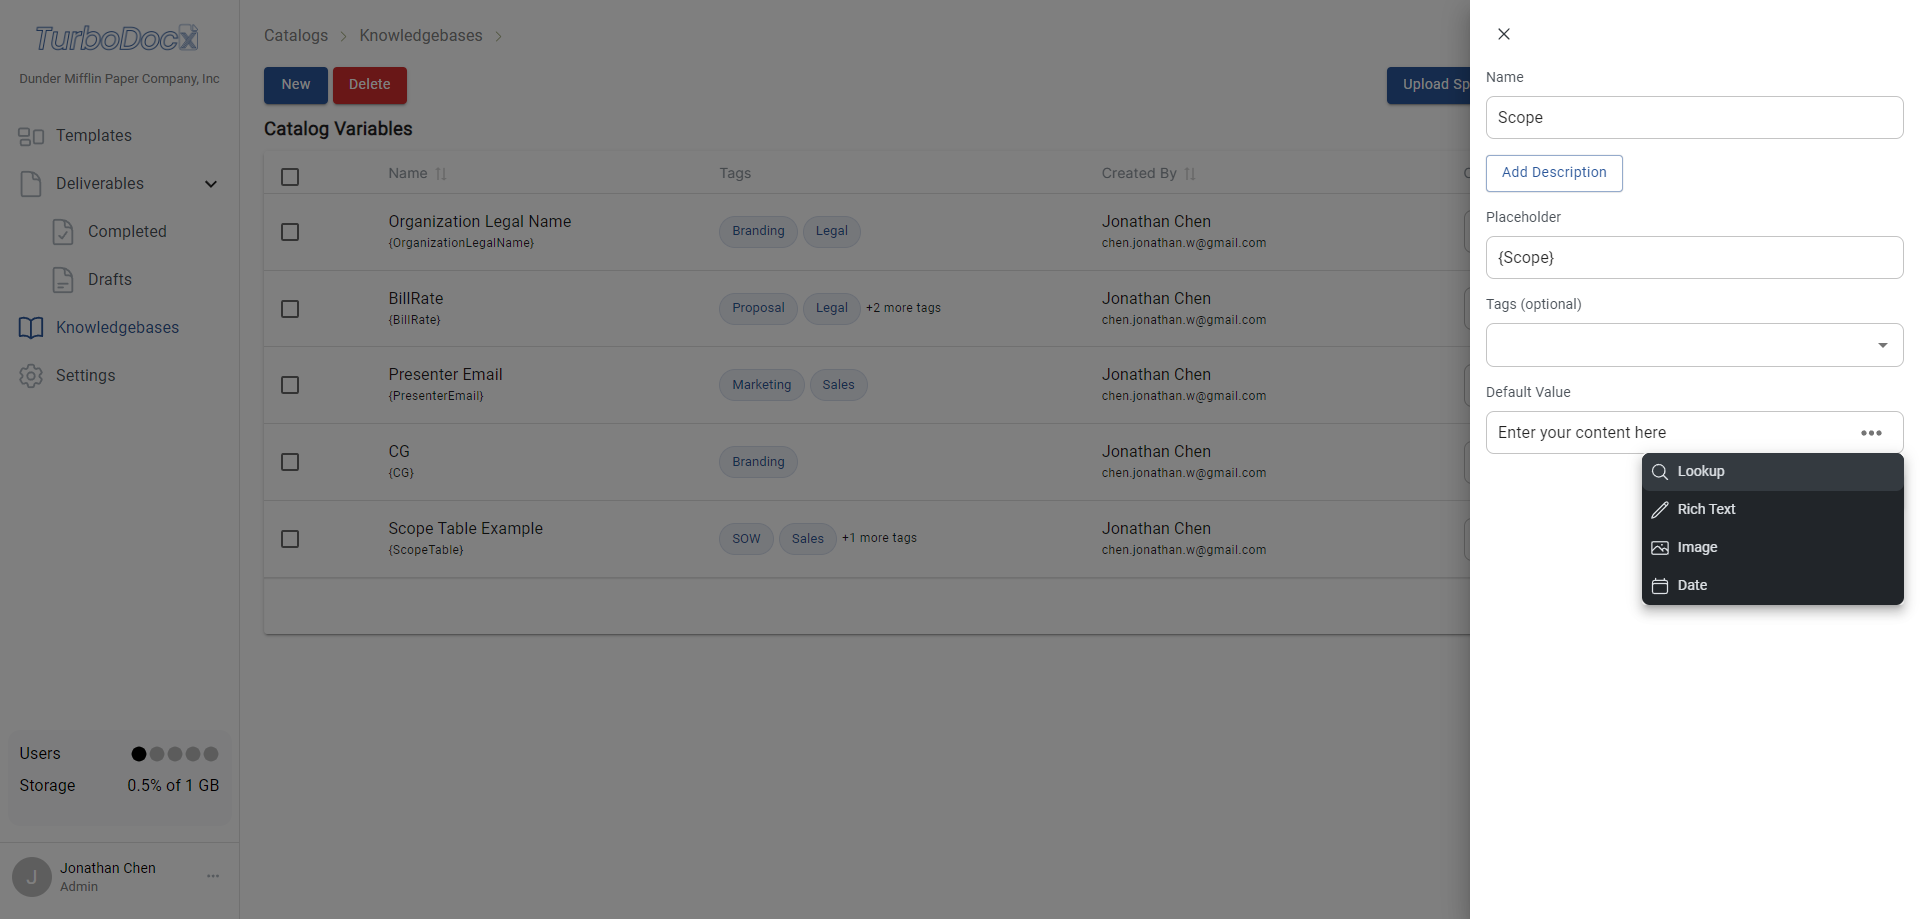 TurboDocX
Dunder Mifflin Paper Company, Inc
Templates
Deliverables
Completed
Drafts
Knowledgebases
Settings
Users
Storage 0.5% of 1 GB
J
Jonathan Chen
Admin
Catalogs > Knowledgebases >
New
Delete
Upload Sp
Catalog Variables
Name Tags Created By
Organization Legal Name
{OrganizationLegalName}
Branding Legal
Jonathan Chen
chen.jonathan.w@gmail.com
BillRate
{BillRate}
Proposal Legal +2 more tags
Jonathan Chen
chen.jonathan.w@gmail.com
Presenter Email
{PresenterEmail}
Marketing Sales
Jonathan Chen
chen.jonathan.w@gmail.com
CG
{CG}
Branding
Jonathan Chen
chen.jonathan.w@gmail.com
Scope Table Example
{ScopeTable}
SOW Sales +1 more tags
Jonathan Chen
chen.jonathan.w@gmail.com
Name
Scope
Add Description
Placeholder
{Scope}
Tags (optional)
Default Value
Enter your content here
Lookup
Rich Text
Image
Date